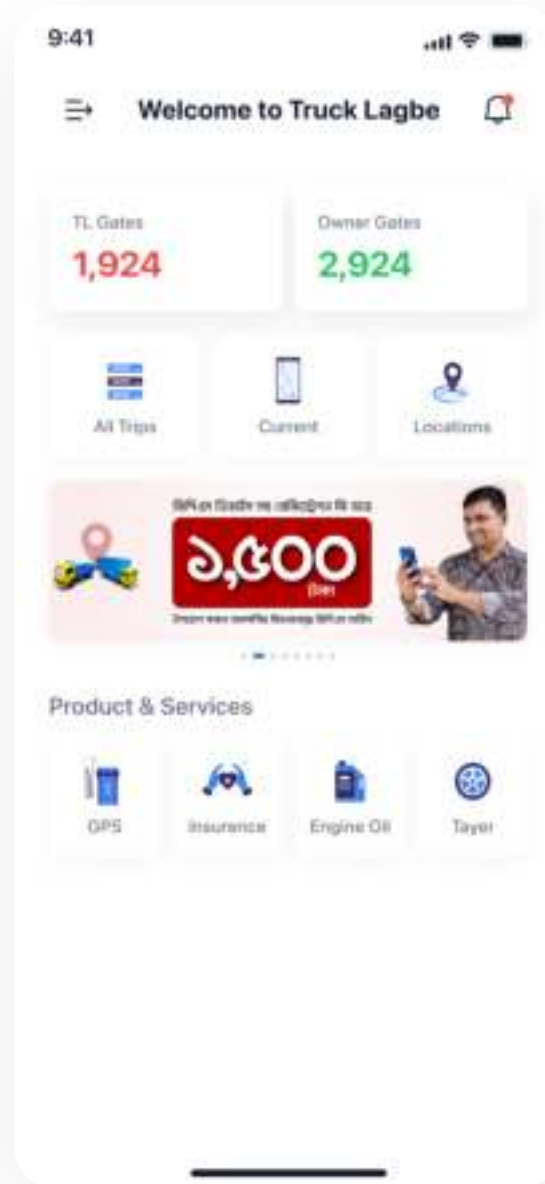 9:41
Welcome to Truck Lagbe
TL Gates
Owner Gates
1,924
2,924
All Trips
Current
Locations
১,৫০০
টাকা
Product & Services
GPS
Insurence
Engine Oil
Tayer